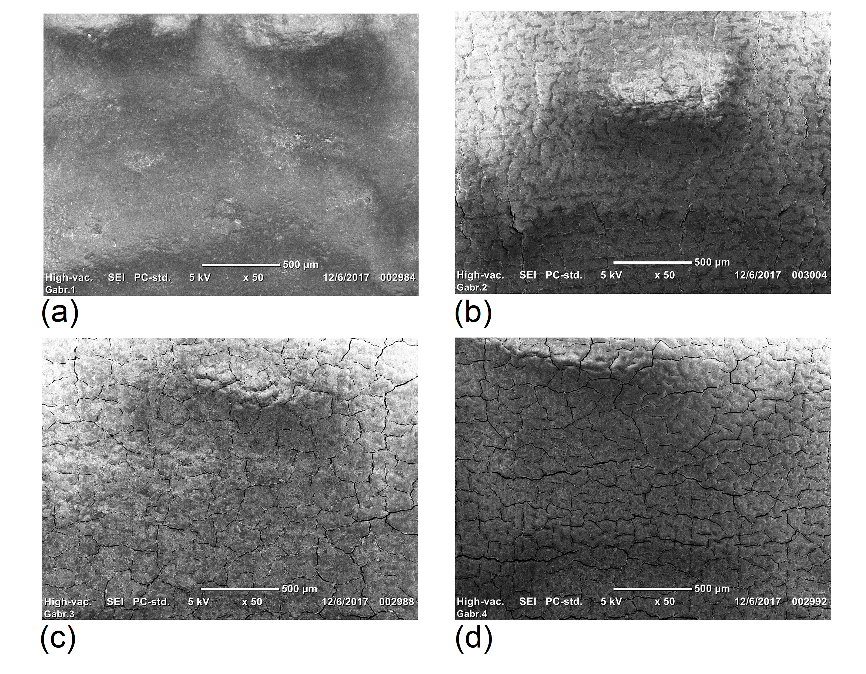 500 µm
High-vac. SEI PC-std. 5 kV x 50 12/6/2017 002984
Gabr.1
(a)
500 µm
High-vac. SEI PC-std. 5 kV x 50 12/6/2017 003004
Gabr.2
(b)
500 µm
High-vac. SEI PC-std. 5 kV x 50 12/6/2017 002988
Gabr.3
(c)
500 µm
High-vac. SEI PC-std. 5 kV x 50 12/6/2017 002992
Gabr.4
(d)